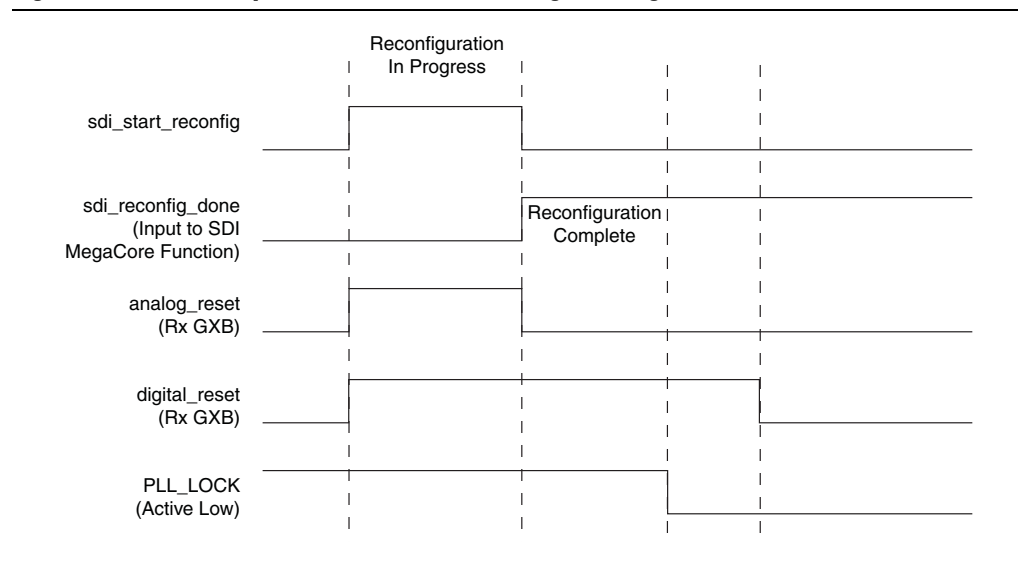 Reconfiguration
In Progress
sdi_start_reconfig
sdi_reconfig_done
(Input to SDI
MegaCore Function)
Reconfiguration
Complete
analog_reset
(Rx GXB)
digital_reset
(Rx GXB)
PLL_LOCK
(Active Low)